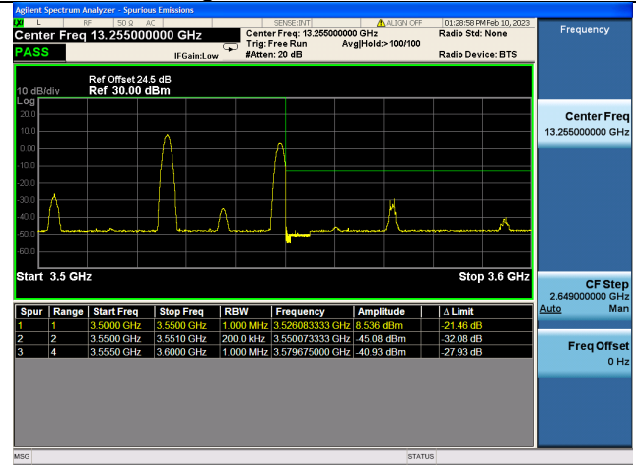 Agilent Spectrum Analyzer - Spurious Emissions
LXI L RF 50 Ω AC SENSE:INT ALIGN OFF 01:28:58 PM Feb 10, 2023
Center Freq 13.255000000 GHz
Center Freq: 13.255000000 GHz
Radio Std: None
Trig: Free Run Avg|Hold:> 100/100
PASS
IFGain:Low
#Atten: 20 dB
Radio Device: BTS
Ref Offset 24.5 dB
10 dB/div Ref 30.00 dBm
Log
20.0
10.0
0.00
-10.0
-20.0
-30.0
-40.0
-50.0
-60.0
Start 3.5 GHz Stop 3.6 GHz
Spur Range Start Freq Stop Freq RBW Frequency Amplitude Δ Limit
1 1 3.5000 GHz 3.5500 GHz 1.000 MHz 3.526083333 GHz 8.536 dBm -21.46 dB
2 2 3.5500 GHz 3.5510 GHz 200.0 kHz 3.550073333 GHz -45.08 dBm -32.08 dB
3 4 3.5550 GHz 3.6000 GHz 1.000 MHz 3.579675000 GHz -40.93 dBm -27.93 dB
Frequency
Center Freq
13.255000000 GHz
CF Step
2.649000000 GHz
Auto Man
Freq Offset
0 Hz
MSG STATUS